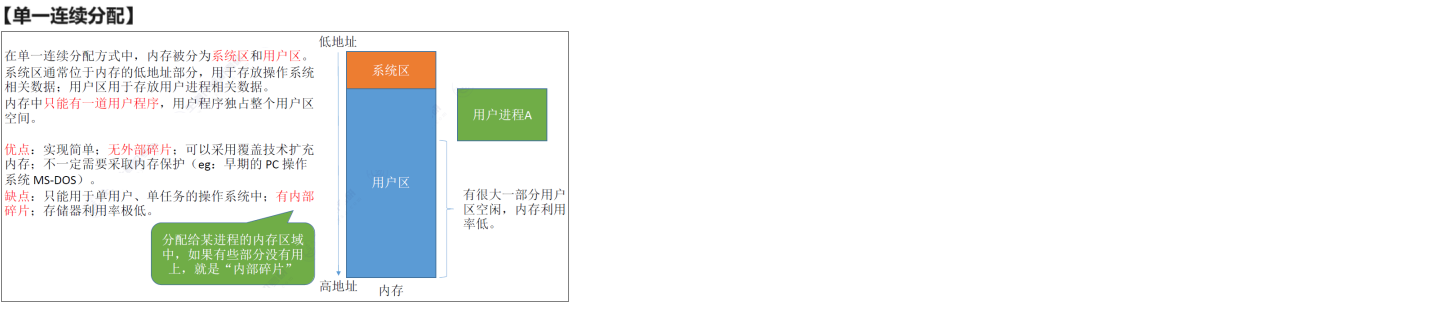 【单一连续分配】
在单一连续分配方式中，内存被分为系统区和用户区。
系统区通常位于内存的低地址部分，用于存放操作系统
相关数据；用户区用于存放用户进程相关数据。
内存中只能有一道用户程序，用户程序独占整个用户区
空间。
优点：实现简单；无外部碎片；可以采用覆盖技术扩充
内存；不一定需要采取内存保护（eg：早期的 PC 操作
系统 MS-DOS）。
缺点：只能用于单用户、单任务的操作系统中；有内部
碎片；存储器利用率极低。
分配给某进程的内存区域
中，如果有些部分没有用
上，就是“内部碎片”
低地址
系统区
用户区
高地址
内存
用户进程A
有很大一部分用户
区空闲，内存利用
率低。